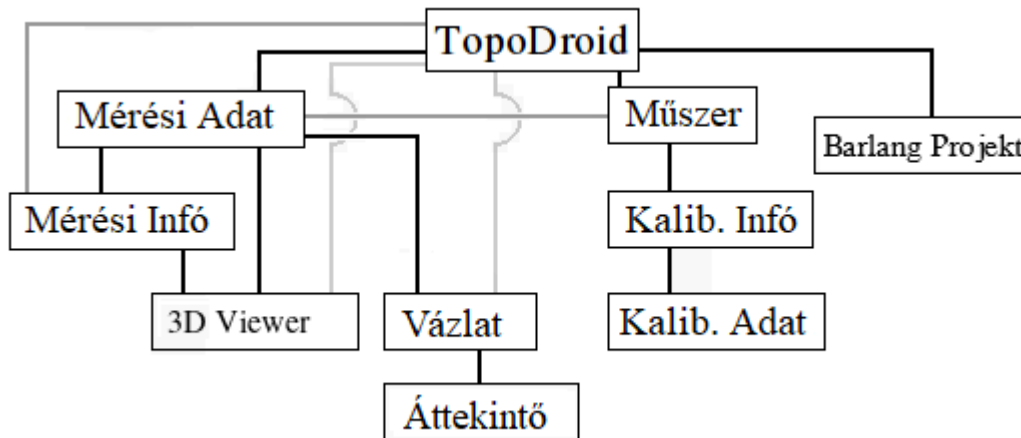 TopoDroid
Mérési Adat
Műszer
Barlang Projekt
Mérési Infó
Kalib. Infó
3D Viewer
Vázlat
Kalib. Adat
Áttekintő